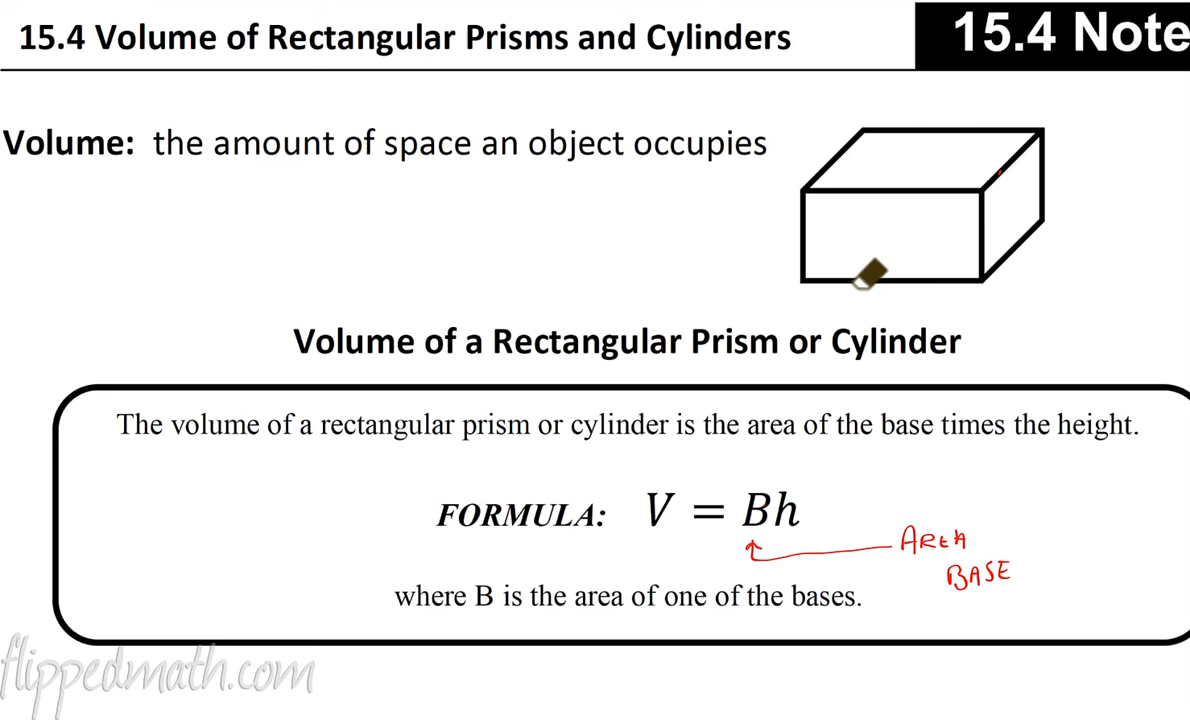 15.4 Volume of Rectangular Prisms and Cylinders
15.4 Note
Volume: the amount of space an object occupies
Volume of a Rectangular Prism or Cylinder
The volume of a rectangular prism or cylinder is the area of the base times the height.
FORMULA: V = Bh
AREA
BASE
where B is the area of one of the bases.
flippedmath.com